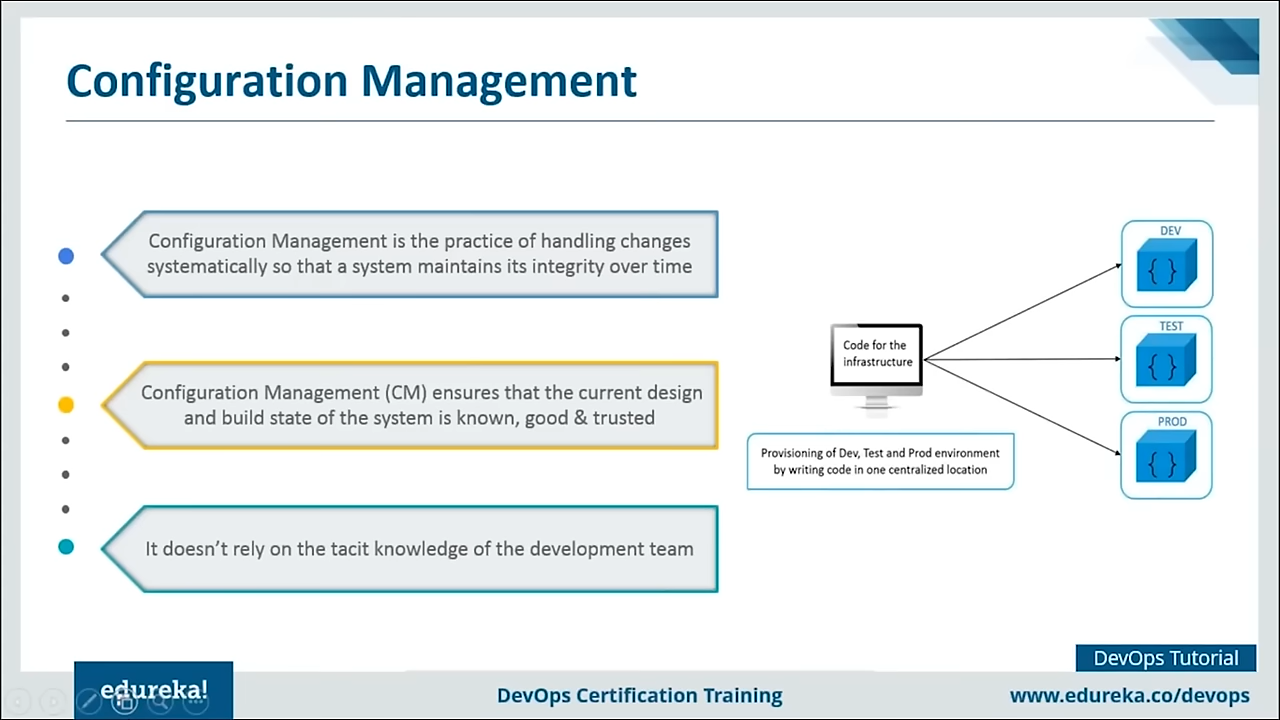 Configuration Management
Configuration Management is the practice of handling changes
systematically so that a system maintains its integrity over time
Configuration Management (CM) ensures that the current design
and build state of the system is known, good & trusted
It doesn’t rely on the tacit knowledge of the development team
Code for the
infrastructure
Provisioning of Dev, Test and Prod environment
by writing code in one centralized location
DEV
{ }
TEST
{ }
PROD
{ }
DevOps Tutorial
edureka!
DevOps Certification Training
www.edureka.co/devops